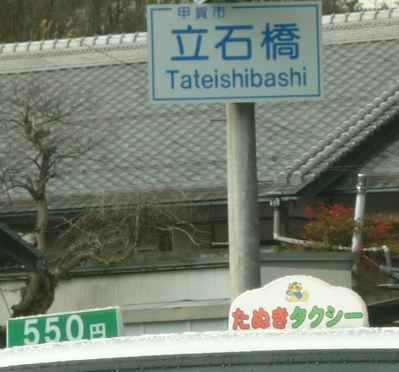 甲賀市
立石橋
Tateishibashi
550円
たぬきタクシー